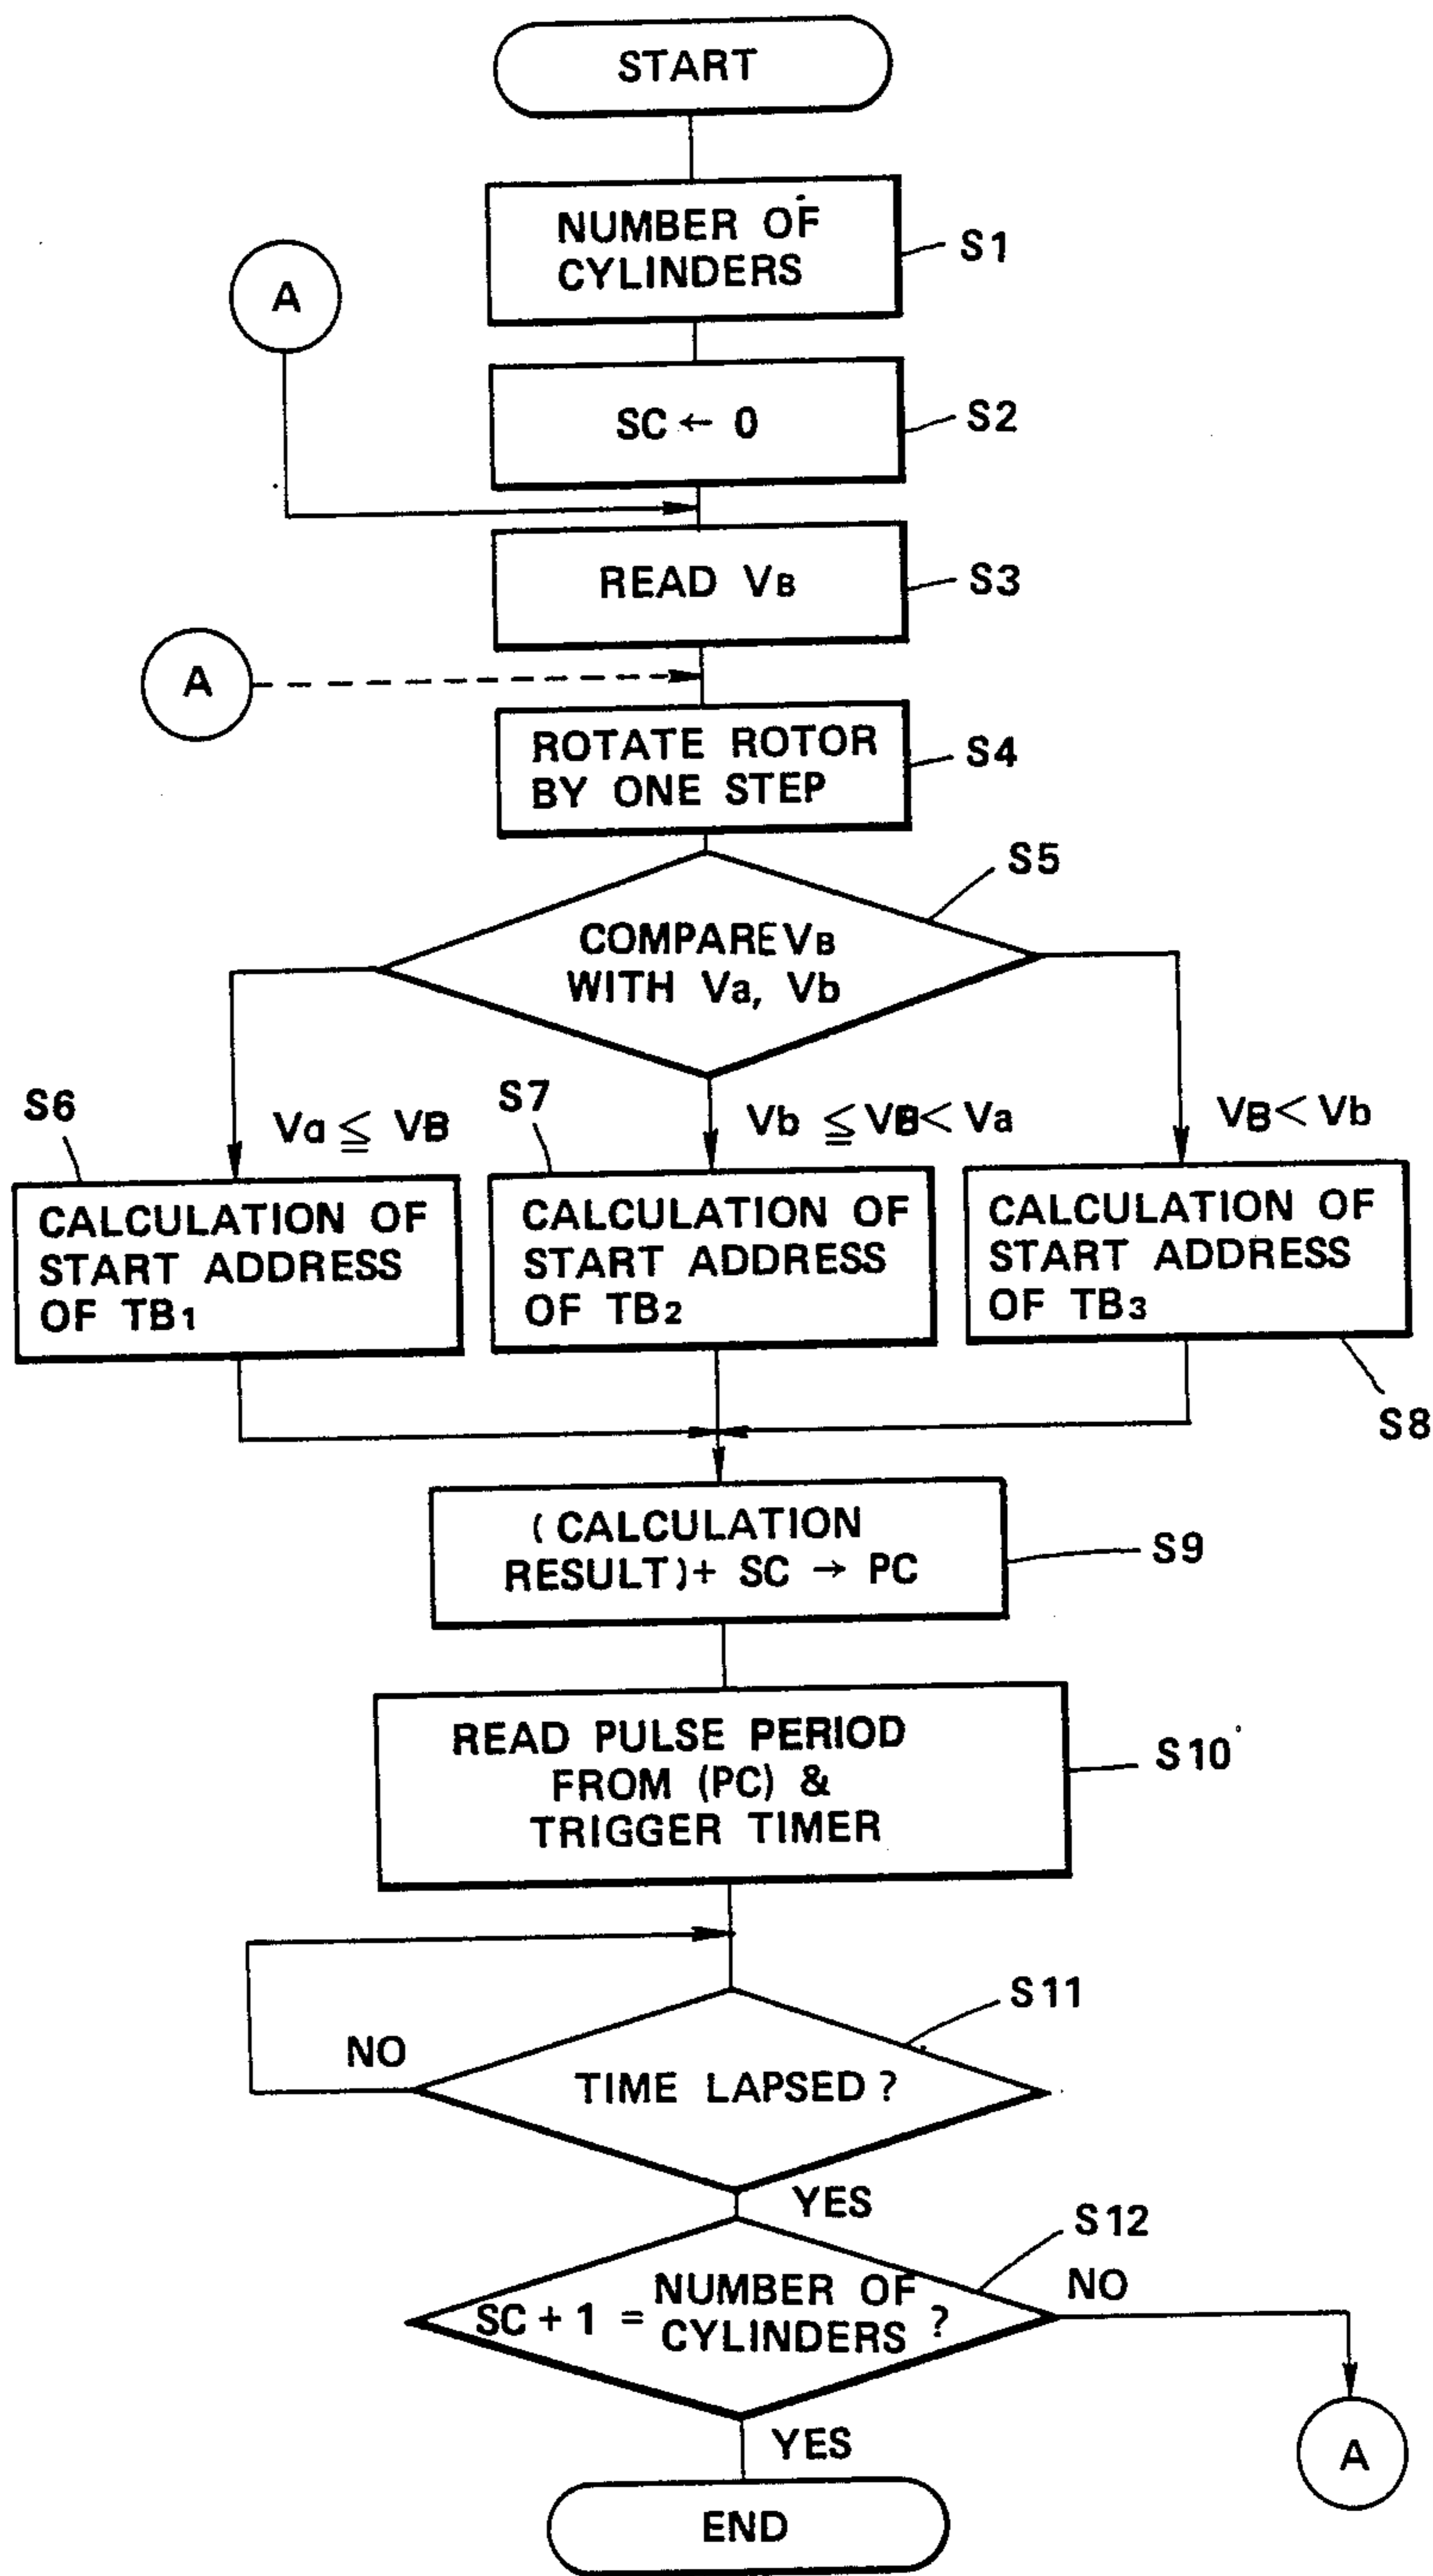 START
NUMBER OF
CYLINDERS
S1
A
SC ← 0
S2
READ VB
S3
A
ROTATE ROTOR
BY ONE STEP
S4
S5
COMPARE VB
WITH Va, Vb
S6
Va ≦ VB
S7
Vb ≦ VB < Va
VB < Vb
CALCULATION OF
START ADDRESS
OF TB1
CALCULATION OF
START ADDRESS
OF TB2
CALCULATION OF
START ADDRESS
OF TB3
S8
(CALCULATION
RESULT) + SC → PC
S9
READ PULSE PERIOD
FROM (PC) &
TRIGGER TIMER
S10
S11
NO
TIME LAPSED ?
YES
S12
SC + 1 = NUMBER OF
CYLINDERS ?
NO
YES
A
END